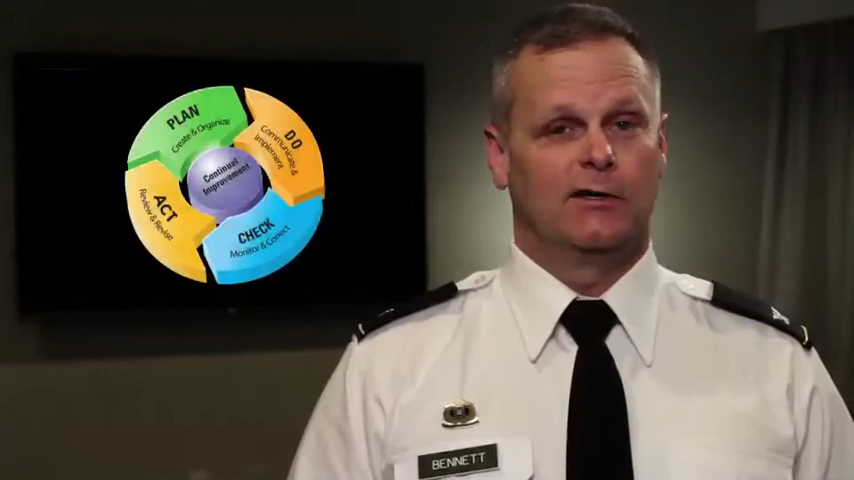 PLAN
Create & Organize
DO
Communicate &
Implement
Continual
Improvement
ACT
Review & Revise
CHECK
Monitor & Correct
BENNETT